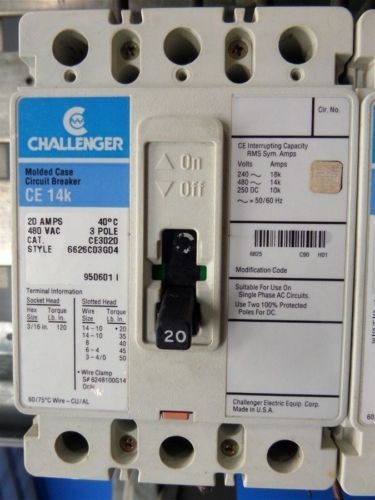 CHALLENGER
Molded Case
Circuit Breaker
CE 14k
20 AMPS 40°C
480 VAC 3 POLE
CAT. CE3020
STYLE 6626C03G04
950601 I
Terminal Information
Socket Head Slotted Head
Hex Size Torque Lb. In. Wire Size Torque Lb. In.
3/16 in. 120 14 - 10 • 20
14 - 10 35
8 40
6 - 4 45
3 - 4/0 50
• Wire Clamp
S# 6248100G14
Only
60/75°C Wire – CU/AL
On
Off
20
Cir. No.
CE Interrupting Capacity
RMS Sym. Amps
Volts Amps
240 ~ 18k
480 ~ 14k
250 DC 10k
~ = 50/60 Hz
6625 C90 H01
Modification Code
Suitable For Use On
Single Phase AC Circuits.
Use Two 100% Protected
Poles For DC.
Challenger Electric Equip. Corp.
Made in U.S.A.